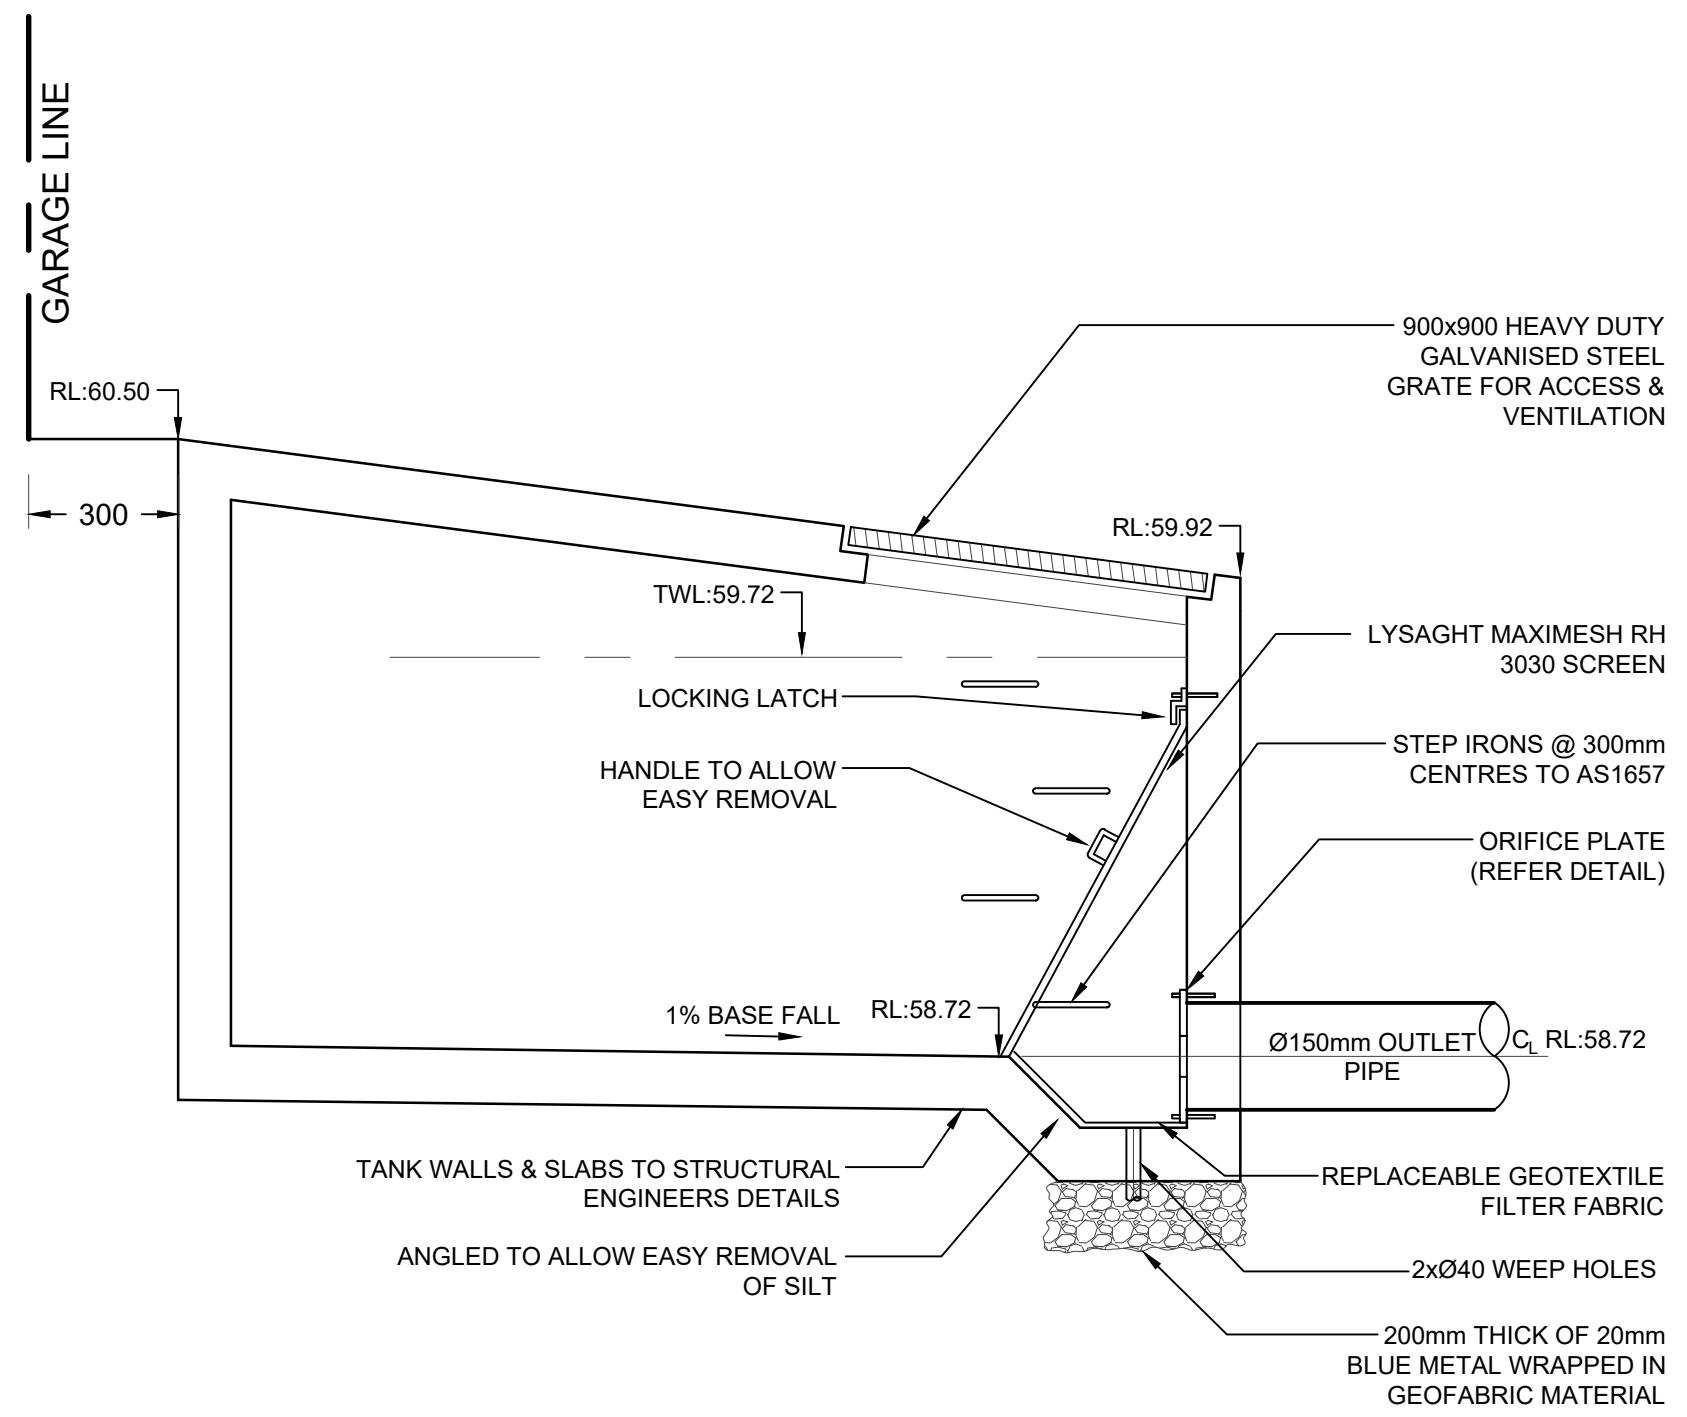 GARAGE LINE
900x900 HEAVY DUTY
GALVANISED STEEL
GRATE FOR ACCESS &
VENTILATION
RL:60.50
300
RL:59.92
TWL:59.72
LYSAGHT MAXIMESH RH
3030 SCREEN
LOCKING LATCH
STEP IRONS @ 300mm
CENTRES TO AS1657
HANDLE TO ALLOW
EASY REMOVAL
ORIFICE PLATE
(REFER DETAIL)
1% BASE FALL
RL:58.72
Ø150mm OUTLET
PIPE
CL RL:58.72
TANK WALLS & SLABS TO STRUCTURAL
ENGINEERS DETAILS
REPLACEABLE GEOTEXTILE
FILTER FABRIC
ANGLED TO ALLOW EASY REMOVAL
OF SILT
2xØ40 WEEP HOLES
200mm THICK OF 20mm
BLUE METAL WRAPPED IN
GEOFABRIC MATERIAL